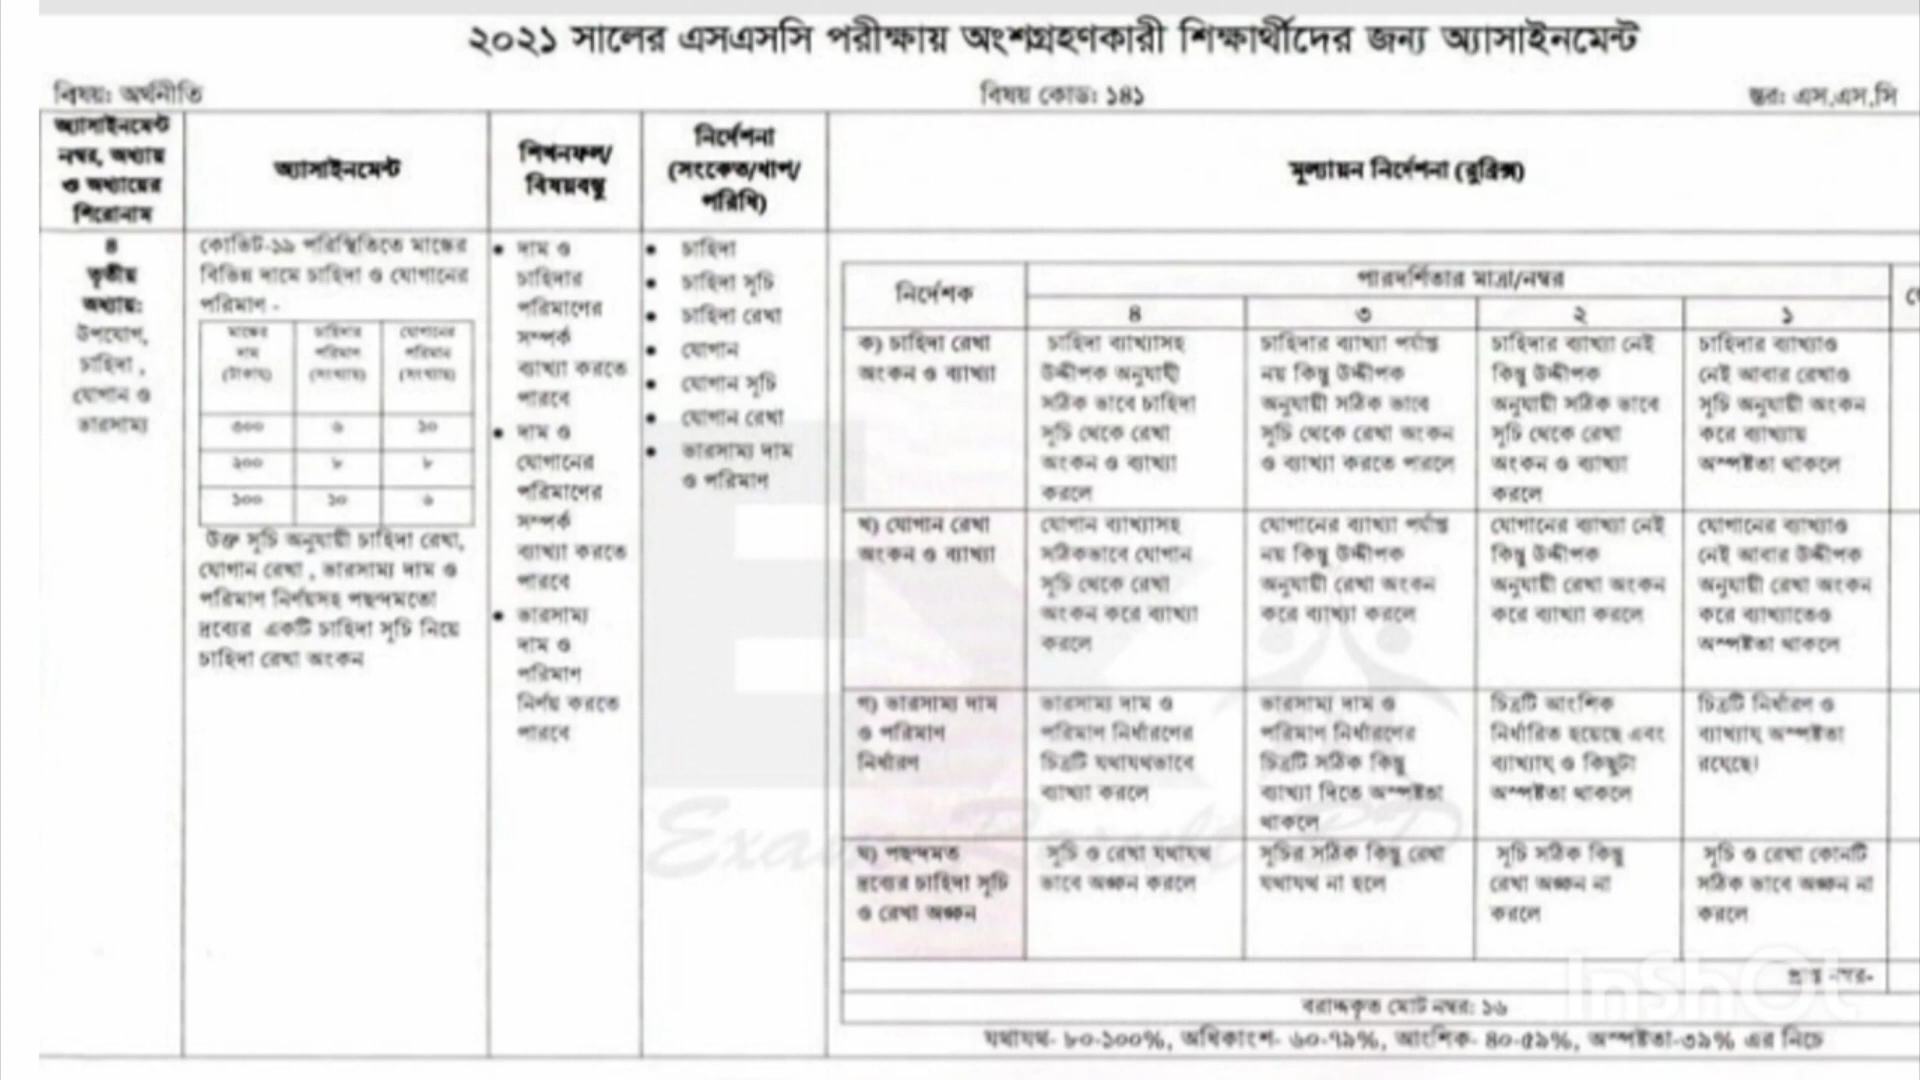 ২০২১ সালের এসএসসি পরীক্ষায় অংশগ্রহণকারী শিক্ষার্থীদের জন্য অ্যাসাইনমেন্ট
বিষয়: অর্থনীতি
বিষয় কোড: ১৪১
স্তর: এস.এস.সি
অ্যাসাইনমেন্ট
নম্বর, অধ্যায়
ও অধ্যায়ের
শিরোনাম
অ্যাসাইনমেন্ট
শিখনফল/
বিষয়বস্তু
নির্দেশনা
(সংকেত/ধাপ/
পরিধি)
মূল্যায়ন নির্দেশনা (রুব্রিক্স)
৪
তৃতীয়
অধ্যায়:
উপযোগ,
চাহিদা,
যোগান ও
ভারসাম্য
কোভিট-১৯ পরিস্থিতিতে মাস্কের
বিভিন্ন দামে চাহিদা ও যোগানের
পরিমাণ -
মাস্কের
দাম
(টাকায়)
চাহিদার
পরিমাণ
(সংখ্যায়)
যোগানের
পরিমান
(সংখ্যায়)
৩০০ ৬ ১০
২০০ ৮ ৮
১০০ ১০ ৬
উক্ত সূচি অনুযায়ী চাহিদা রেখা,
যোগান রেখা, ভারসাম্য দাম ও
পরিমাণ নির্ণয়সহ পছন্দমতো
দ্রব্যের একটি চাহিদা সূচি নিয়ে
চাহিদা রেখা অংকন
• দাম ও
চাহিদার
পরিমাণের
সম্পর্ক
ব্যাখ্যা করতে
পারবে
• দাম ও
যোগানের
পরিমাণের
সম্পর্ক
ব্যাখ্যা করতে
পারবে
• ভারসাম্য
দাম ও
পরিমাণ
নির্ণয় করতে
পারবে
• চাহিদা
• চাহিদা সূচি
• চাহিদা রেখা
• যোগান
• যোগান সূচি
• যোগান রেখা
• ভারসাম্য দাম
ও পরিমাণ
নির্দেশক
পারদর্শিতার মাত্রা/নম্বর
৪ ৩ ২ ১
ক) চাহিদা রেখা
অংকন ও ব্যাখ্যা
চাহিদা ব্যাখ্যাসহ
উদ্দীপক অনুযায়ী
সঠিক ভাবে চাহিদা
সূচি থেকে রেখা
অংকন ও ব্যাখ্যা
করলে
চাহিদার ব্যাখ্যা পর্যাপ্ত
নয় কিন্তু উদ্দীপক
অনুযায়ী সঠিক ভাবে
সূচি থেকে রেখা অংকন
ও ব্যাখ্যা করতে পারলে
চাহিদার ব্যাখ্যা নেই
কিন্তু উদ্দীপক
অনুযায়ী সঠিক ভাবে
সূচি থেকে রেখা
অংকন ও ব্যাখ্যা
করলে
চাহিদার ব্যাখ্যাও
নেই আবার রেখাও
সূচি অনুযায়ী অংকন
করে ব্যাখ্যায়
অস্পষ্টতা থাকলে
খ) যোগান রেখা
অংকন ও ব্যাখ্যা
যোগান ব্যাখ্যাসহ
সঠিকভাবে যোগান
সূচি থেকে রেখা
অংকন করে ব্যাখ্যা
করলে
যোগানের ব্যাখ্যা পর্যাপ্ত
নয় কিন্তু উদ্দীপক
অনুযায়ী রেখা অংকন
করে ব্যাখ্যা করলে
যোগানের ব্যাখ্যা নেই
কিন্তু উদ্দীপক
অনুযায়ী রেখা অংকন
করে ব্যাখ্যা করলে
যোগানের ব্যাখ্যাও
নেই আবার উদ্দীপক
অনুযায়ী রেখা অংকন
করে ব্যাখ্যাতেও
অস্পষ্টতা থাকলে
গ) ভারসাম্য দাম
ও পরিমাণ
নির্ধারণ
ভারসাম্য দাম ও
পরিমাণ নির্ধারণের
চিত্রটি যথাযথভাবে
ব্যাখ্যা করলে
ভারসাম্য দাম ও
পরিমাণ নির্ধারণের
চিত্রটি সঠিক কিন্তু
ব্যাখ্যা দিতে অস্পষ্টতা
থাকলে
চিত্রটি আংশিক
নির্ধারিত হয়েছে এবং
ব্যাখ্যায় ও কিছুটা
অস্পষ্টতা থাকলে
চিত্রটি নির্ধারণ ও
ব্যাখ্যায় অস্পষ্টতা
রয়েছে।
ঘ) পছন্দমত
দ্রব্যের চাহিদা সূচি
ও রেখা অঙ্কন
সূচি ও রেখা যথাযথ
ভাবে অঙ্কন করলে
সূচির সঠিক কিন্তু রেখা
যথাযথ না হলে
সূচি সঠিক কিন্তু
রেখা অঙ্কন না
করলে
সূচি ও রেখা কোনটি
সঠিক ভাবে অঙ্কন না
করলে
প্রাপ্ত নম্বর-
বরাদ্দকৃত মোট নম্বর: ১৬
যথাযথ- ৮০-১০০%, অধিকাংশ- ৬০-৭৯%, আংশিক- ৪০-৫৯%, অস্পষ্টতা-৩৯% এর নিচে
InShOt